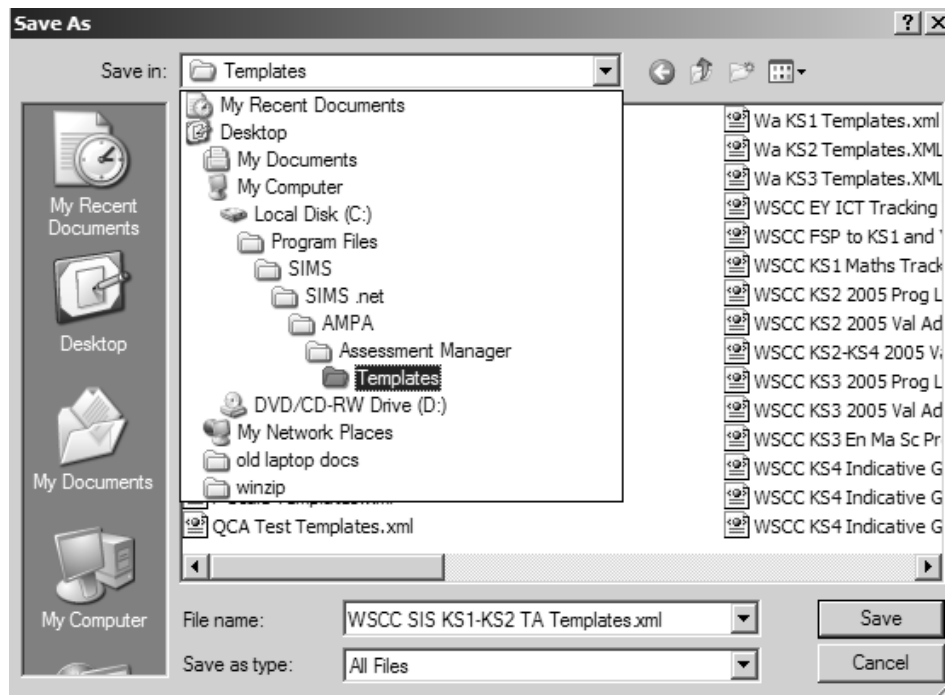 Save As
Save in:
Templates
My Recent Documents
Desktop
My Documents
My Computer
Local Disk (C:)
Program Files
SIMS
SIMS .net
AMPA
Assessment Manager
Templates
DVD/CD-RW Drive (D:)
My Network Places
old laptop docs
winzip
QCA Test Templates.xml
Wa KS1 Templates.xml
Wa KS2 Templates.XML
Wa KS3 Templates.XML
WSCC EY ICT Tracking
WSCC FSP to KS1 and
WSCC KS1 Maths Track
WSCC KS2 2005 Prog L
WSCC KS2 2005 Val Ad
WSCC KS2-KS4 2005 V
WSCC KS3 2005 Prog L
WSCC KS3 2005 Val Ad
WSCC KS3 En Ma Sc Pr
WSCC KS4 Indicative G
WSCC KS4 Indicative G
WSCC KS4 Indicative G
My Recent
Documents
Desktop
My Documents
My Computer
File name:
WSCC SIS KS1-KS2 TA Templates.xml
Save
Save as type:
All Files
Cancel